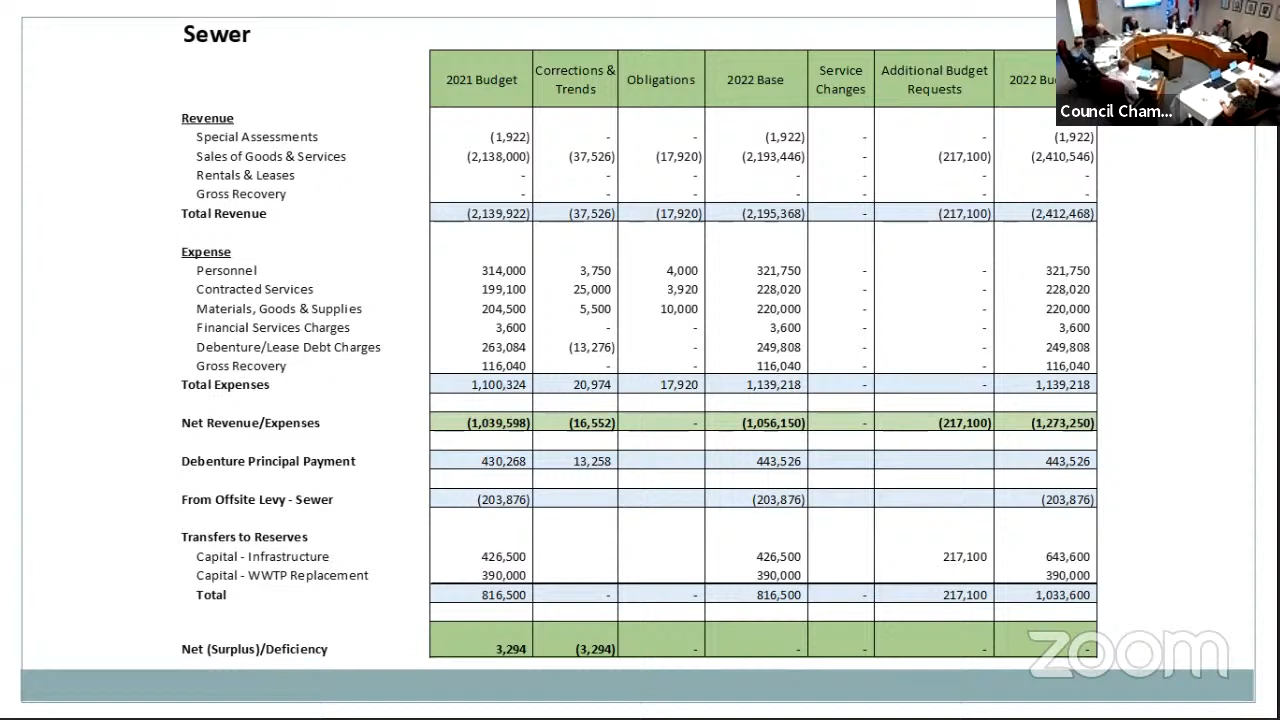 Sewer
2021 Budget Corrections & Trends Obligations 2022 Base Service Changes Additional Budget Requests 2022
Council Cham...
Revenue
Special Assessments (1,922) - - (1,922) - - (1,922)
Sales of Goods & Services (2,138,000) (37,526) (17,920) (2,193,446) - (217,100) (2,410,546)
Rentals & Leases - - - - - - -
Gross Recovery - - - - - - -
Total Revenue (2,139,922) (37,526) (17,920) (2,195,368) - (217,100) (2,412,468)
Expense
Personnel 314,000 3,750 4,000 321,750 - - 321,750
Contracted Services 199,100 25,000 3,920 228,020 - - 228,020
Materials, Goods & Supplies 204,500 5,500 10,000 220,000 - - 220,000
Financial Services Charges 3,600 - - 3,600 - - 3,600
Debenture/Lease Debt Charges 263,084 (13,276) - 249,808 - - 249,808
Gross Recovery 116,040 - - 116,040 - - 116,040
Total Expenses 1,100,324 20,974 17,920 1,139,218 - - 1,139,218
Net Revenue/Expenses (1,039,598) (16,552) - (1,056,150) - (217,100) (1,273,250)
Debenture Principal Payment 430,268 13,258 443,526 443,526
From Offsite Levy - Sewer (203,876) (203,876) (203,876)
Transfers to Reserves
Capital - Infrastructure 426,500 426,500 217,100 643,600
Capital - WWTP Replacement 390,000 390,000 390,000
Total 816,500 - - 816,500 - 217,100 1,033,600
Net (Surplus)/Deficiency 3,294 (3,294) - - - - -
zoom